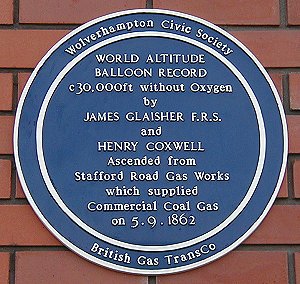 Wolverhampton Civic Society
WORLD ALTITUDE
BALLOON RECORD
c30,000ft without Oxygen
by
JAMES GLAISHER F.R.S.
and
HENRY COXWELL
Ascended from
Stafford Road Gas Works
which supplied
Commercial Coal Gas
on 5.9.1862
British Gas TransCo